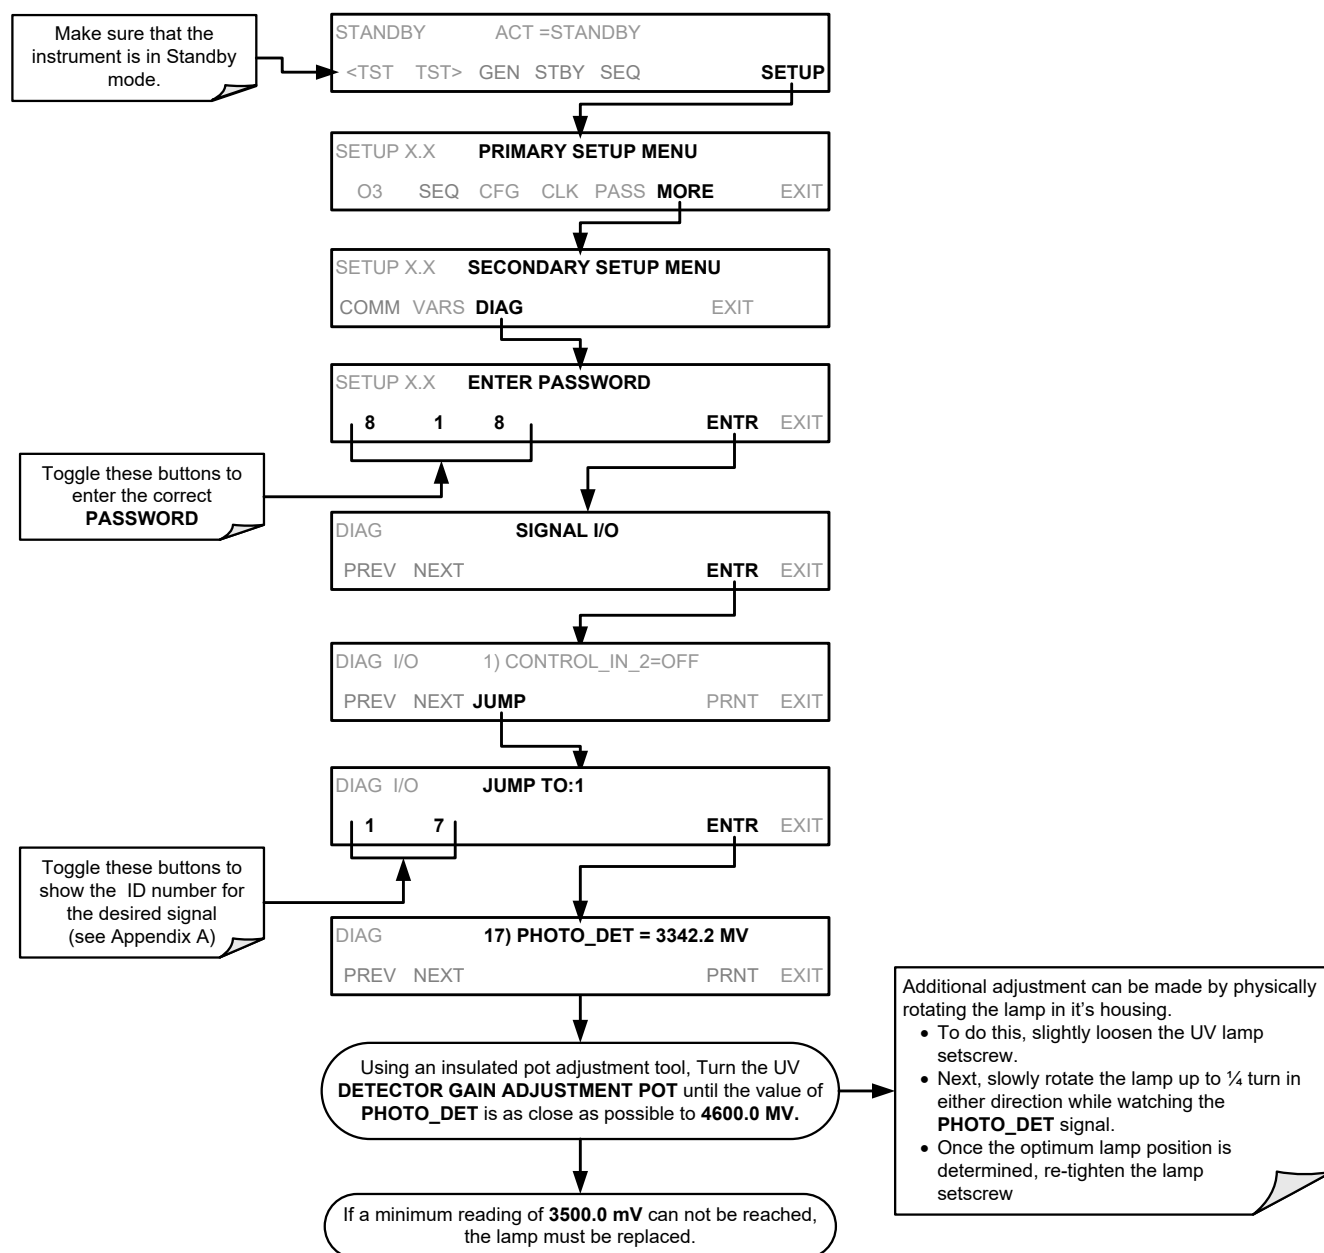 Make sure that the
instrument is in Standby
mode.
STANDBY ACT =STANDBY
<TST TST> GEN STBY SEQ SETUP
SETUP X.X PRIMARY SETUP MENU
O3 SEQ CFG CLK PASS MORE EXIT
SETUP X.X SECONDARY SETUP MENU
COMM VARS DIAG EXIT
SETUP X.X ENTER PASSWORD
8 1 8 ENTR EXIT
Toggle these buttons to
enter the correct
PASSWORD
DIAG SIGNAL I/O
PREV NEXT ENTR EXIT
DIAG I/O 1) CONTROL_IN_2=OFF
PREV NEXT JUMP PRNT EXIT
DIAG I/O JUMP TO:1
1 7 ENTR EXIT
Toggle these buttons to
show the ID number for
the desired signal
(see Appendix A)
DIAG 17) PHOTO_DET = 3342.2 MV
PREV NEXT PRNT EXIT
Using an insulated pot adjustment tool, Turn the UV
DETECTOR GAIN ADJUSTMENT POT until the value of
PHOTO_DET is as close as possible to 4600.0 MV.
Additional adjustment can be made by physically
rotating the lamp in it's housing.
• To do this, slightly loosen the UV lamp
setscrew.
• Next, slowly rotate the lamp up to ¼ turn in
either direction while watching the
PHOTO_DET signal.
• Once the optimum lamp position is
determined, re-tighten the lamp
setscrew
If a minimum reading of 3500.0 mV can not be reached,
the lamp must be replaced.